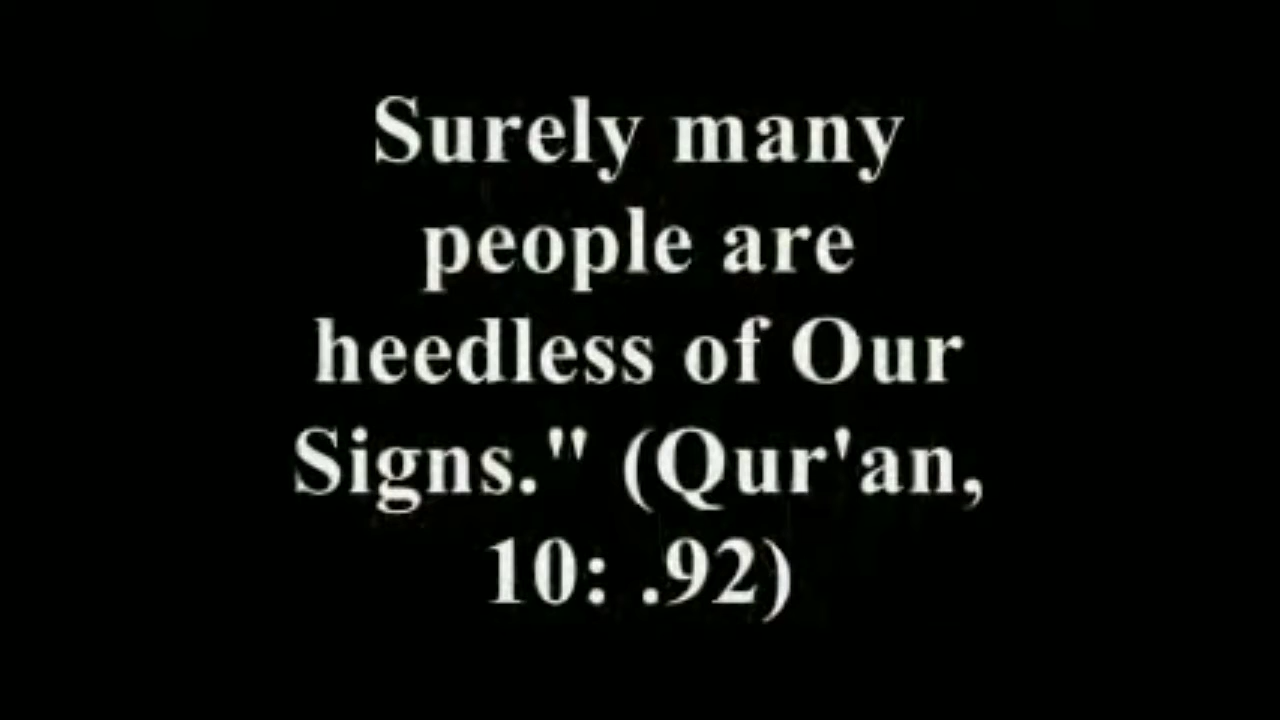 Surely many
people are
heedless of Our
Signs." (Qur'an,
10: .92)